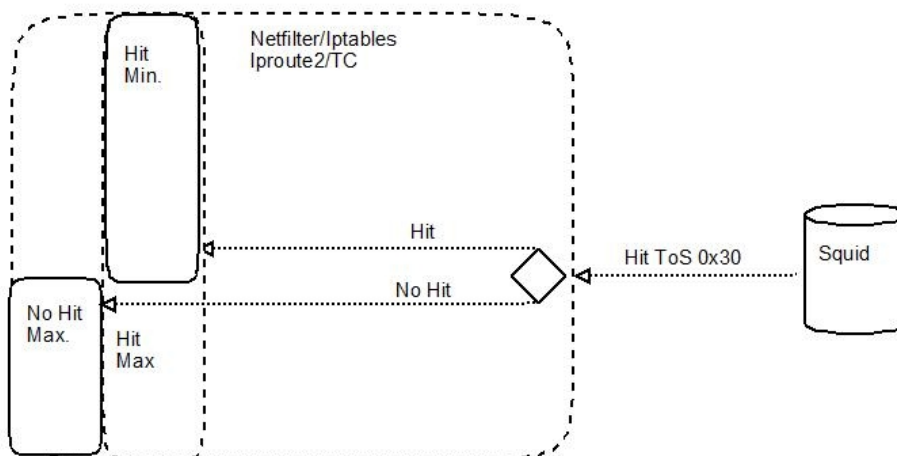 Hit
Min.
Netfilter/Iptables
Iproute2/TC
Hit
Hit ToS 0x30
Squid
No Hit
No Hit
Max.
Hit
Max